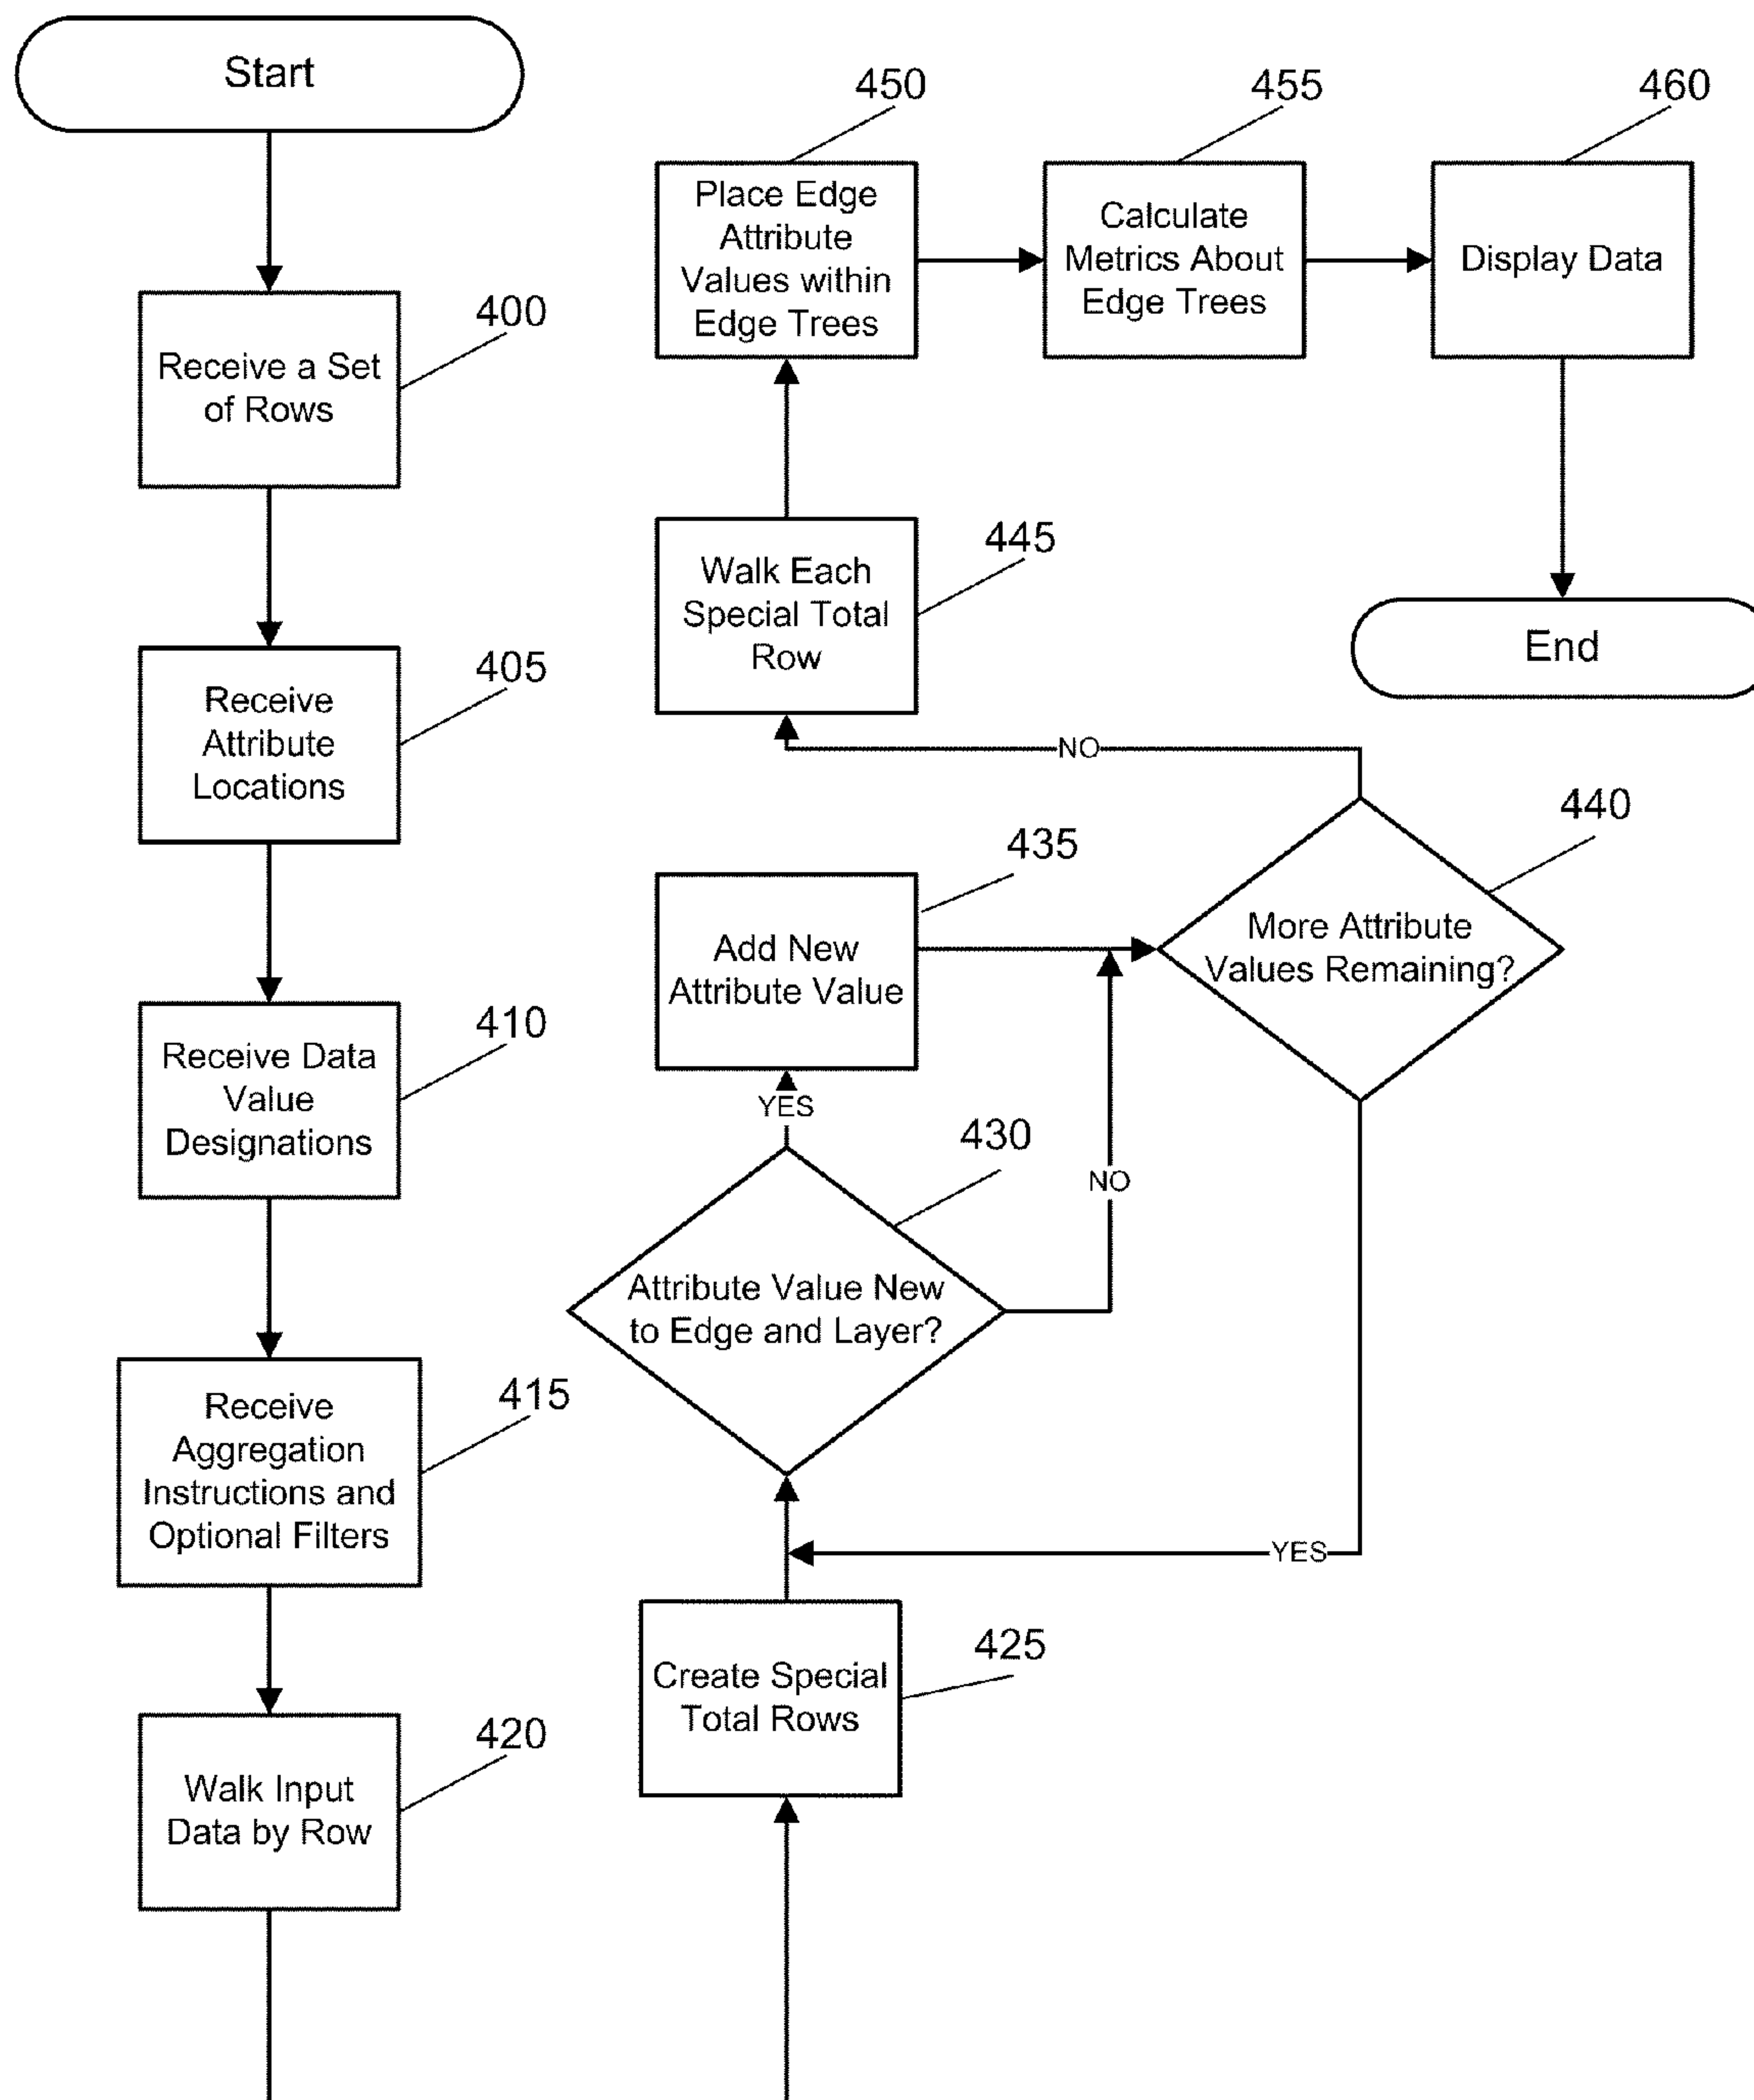 Start
400
Receive a Set
of Rows
405
Receive
Attribute
Locations
410
Receive Data
Value
Designations
415
Receive
Aggregation
Instructions and
Optional Filters
420
Walk Input
Data by Row
425
Create Special
Total Rows
430
Attribute Value New
to Edge and Layer?
YES
NO
435
Add New
Attribute Value
440
More Attribute
Values Remaining?
YES
NO
445
Walk Each
Special Total
Row
450
Place Edge
Attribute
Values within
Edge Trees
455
Calculate
Metrics About
Edge Trees
460
Display Data
End